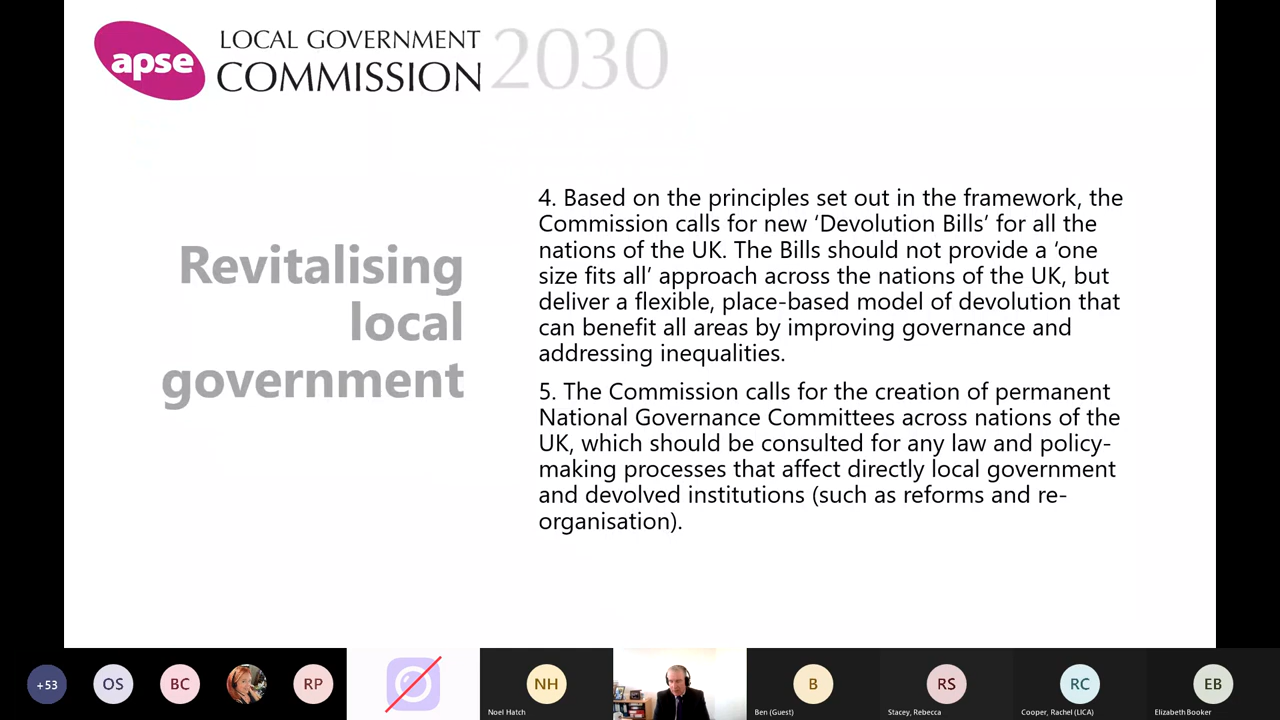 apse
LOCAL GOVERNMENT
COMMISSION 2030
Revitalising
local
government
4. Based on the principles set out in the framework, the
Commission calls for new ‘Devolution Bills’ for all the
nations of the UK. The Bills should not provide a ‘one
size fits all’ approach across the nations of the UK, but
deliver a flexible, place-based model of devolution that
can benefit all areas by improving governance and
addressing inequalities.
5. The Commission calls for the creation of permanent
National Governance Committees across nations of the
UK, which should be consulted for any law and policy-
making processes that affect directly local government
and devolved institutions (such as reforms and re-
organisation).
+53
OS
BC
RP
NH
Noel Hatch
B
Ben (Guest)
RS
Stacey, Rebecca
RC
Cooper, Rachel (LICA)
EB
Elizabeth Booker